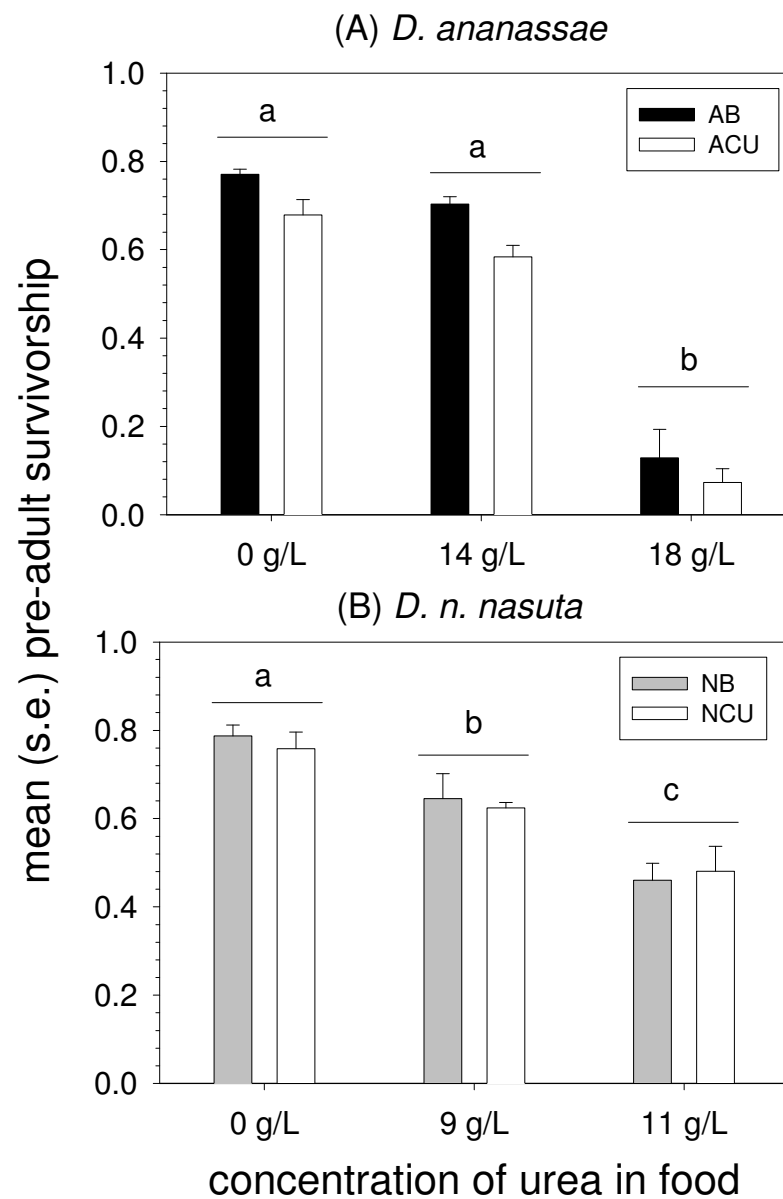 (A) D. ananassae
1.0
0.8
0.6
0.4
0.2
0.0
a
a
b
AB
ACU
0 g/L
14 g/L
18 g/L
(B) D. n. nasuta
1.0
0.8
0.6
0.4
0.2
0.0
a
b
c
NB
NCU
0 g/L
9 g/L
11 g/L
mean (s.e.) pre-adult survivorship
concentration of urea in food